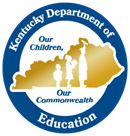 Kentucky Department of
Our
Children,
Our
Commonwealth
Education